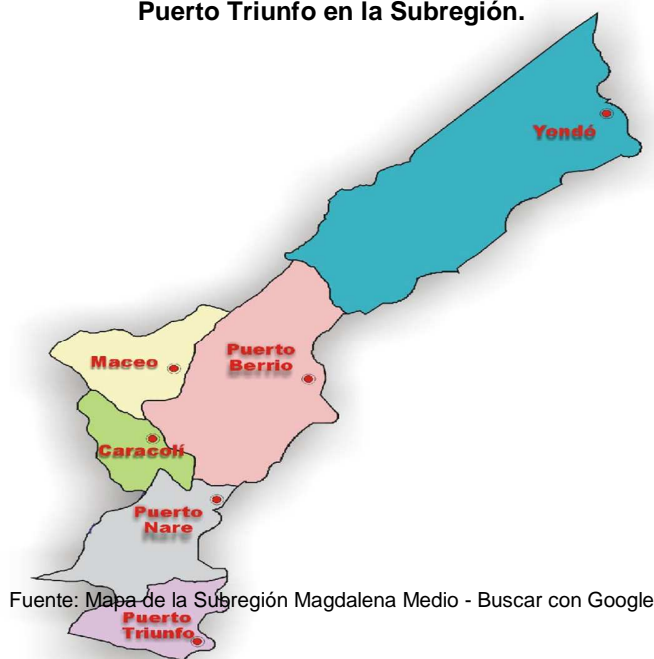 Puerto Triunfo en la Subregión.
Yondó
Maceo
Puerto
Berrio
Caracolí
Puerto
Nare
Fuente: Mapa de la Subregión Magdalena Medio - Buscar con Google
Puerto
Triunfo